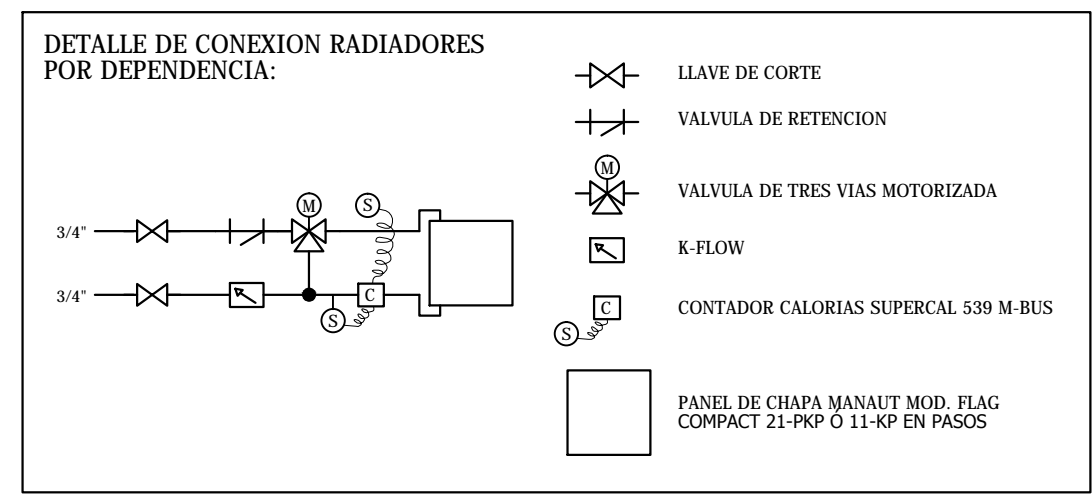 DETALLE DE CONEXION RADIADORES
POR DEPENDENCIA:
LLAVE DE CORTE
VALVULA DE RETENCION
M
VALVULA DE TRES VIAS MOTORIZADA
K-FLOW
C
S
CONTADOR CALORIAS SUPERCAL 539 M-BUS
PANEL DE CHAPA MANAUT MOD. FLAG
COMPACT 21-PKP Ó 11-KP EN PASOS
M
S
3/4"
3/4"
C
S